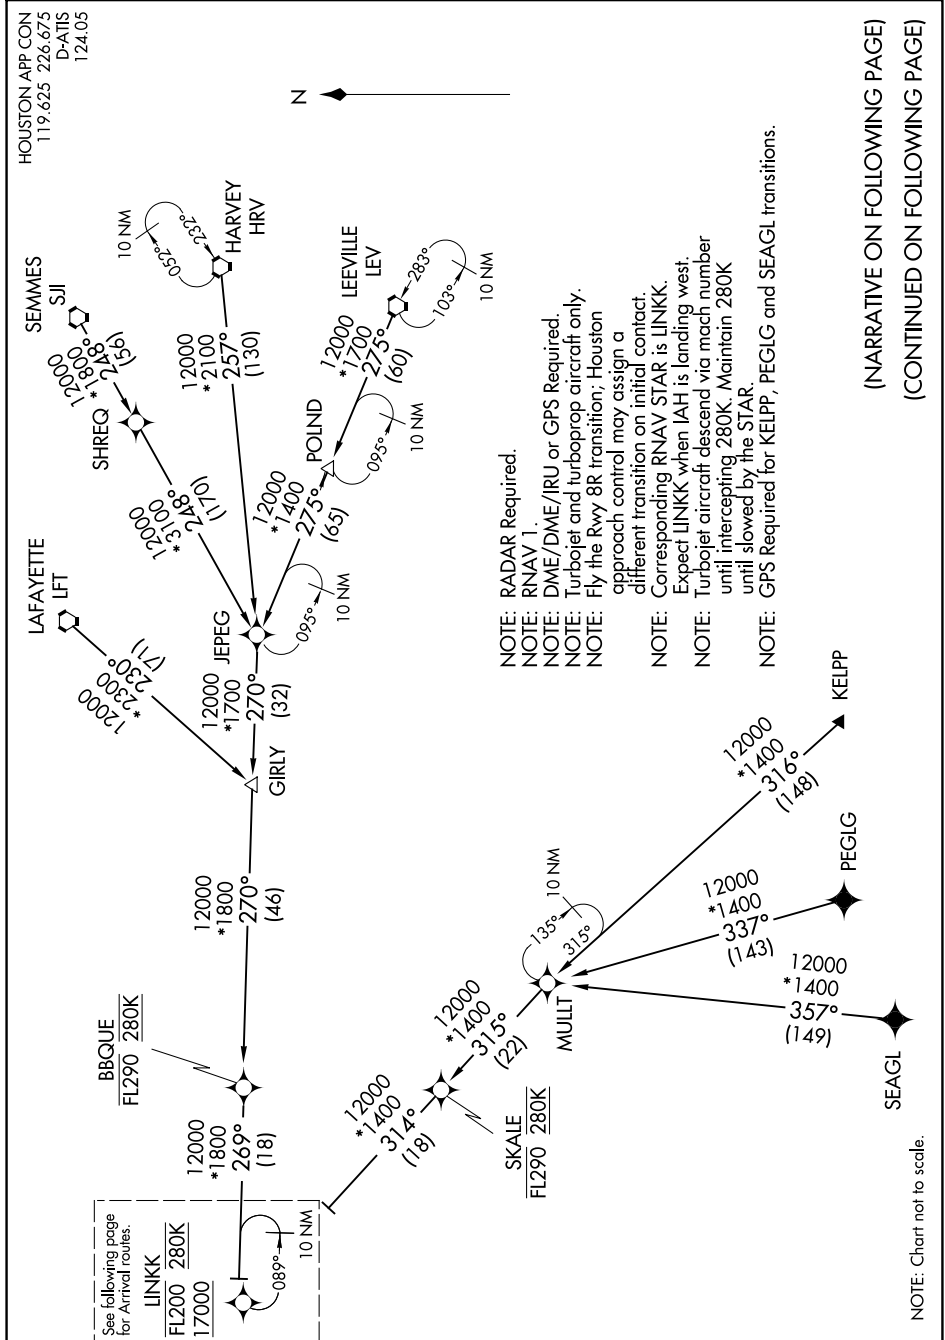 HOUSTON APP CON
119.625 226.675
D-ATIS
124.05
N
SEMMES
SJI
12000
*1800
248°
(56)
SHREQ
12000
*3100
248°
(170)
10 NM
052°
232°
HARVEY
HRV
12000
*2100
257°
(130)
LEEVILLE
LEV
283°
103°
10 NM
12000
*1700
275°
(60)
POLND
095°
10 NM
12000
*1400
275°
(65)
LAFAYETTE
LFT
12000
*2300
230°
(71)
JEPEG
095°
10 NM
12000
*1700
270°
(32)
GIRLY
12000
*1800
270°
(46)
BBQUE
FL290 280K
12000
*1800
269°
(18)
See following page
for Arrival routes.
LINKK
FL200 280K
17000
089°
10 NM
12000
*1400
314°
(18)
SKALE
FL290 280K
12000
*1400
315°
(22)
MULLT
135°
315°
10 NM
12000
*1400
316°
(148)
KELPP
12000
*1400
337°
(143)
PEGLG
12000
*1400
357°
(149)
SEAGL
NOTE: RADAR Required.
NOTE: RNAV 1.
NOTE: DME/DME/IRU or GPS Required.
NOTE: Turbojet and turboprop aircraft only.
NOTE: Fly the Rwy 8R transition; Houston
approach control may assign a
different transition on initial contact.
NOTE: Corresponding RNAV STAR is LINKK.
Expect LINKK when IAH is landing west.
NOTE: Turbojet aircraft descend via mach number
until intercepting 280K. Maintain 280K
until slowed by the STAR.
NOTE: GPS Required for KELPP, PEGLG and SEAGL transitions.
(NARRATIVE ON FOLLOWING PAGE)
(CONTINUED ON FOLLOWING PAGE)
NOTE: Chart not to scale.